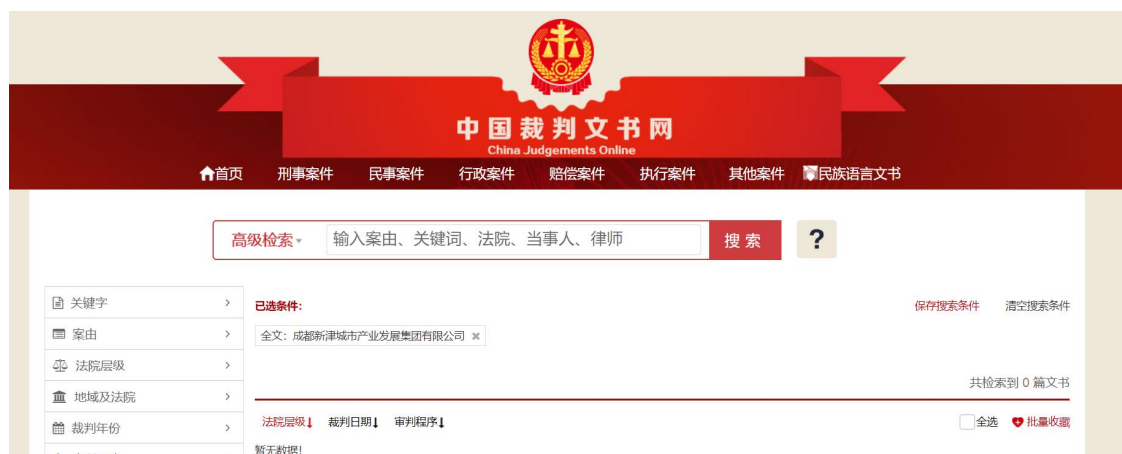 中国裁判文书网
China Judgements Online
首页 刑事案件 民事案件 行政案件 赔偿案件 执行案件 其他案件 民族语言文书
高级检索 输入案由、关键词、法院、当事人、律师 搜索 ?
关键字
已选条件： 保存搜索条件 清空搜索条件
案由
全文：成都新津城市产业发展集团有限公司
法院层级
共检索到 0 篇文书
地域及法院
法院层级 裁判日期 审判程序 全选 批量收藏
裁判年份
暂无数据!